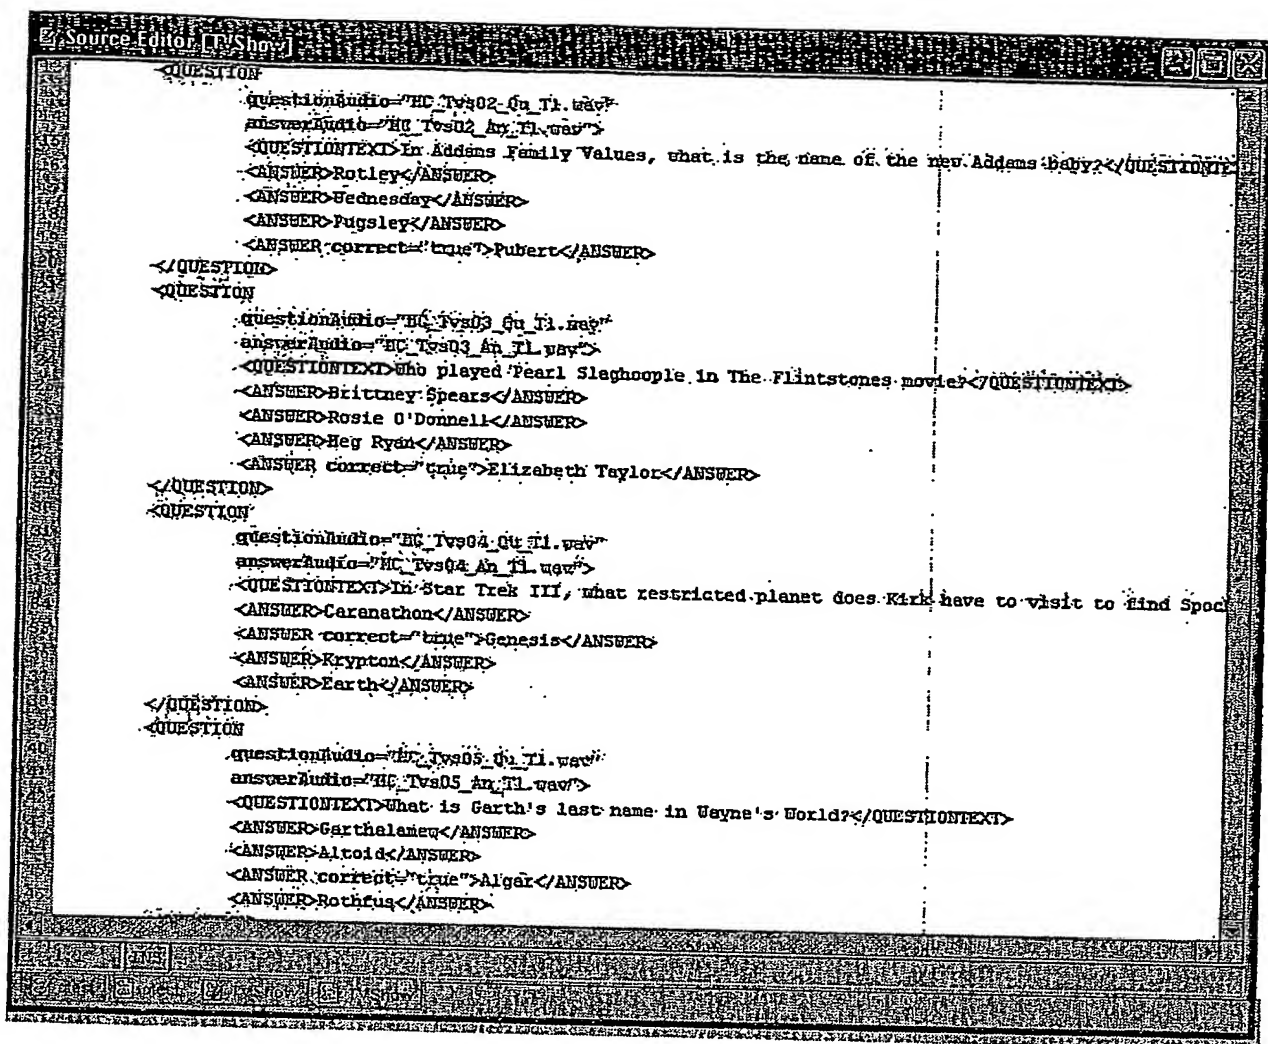 Source Editor [TVShow]
<QUESTION
questionAudio="HC_Tvs02_Qu_T1.wav"
answerAudio="HC_Tvs02_An_T1.wav">
<QUESTIONTEXT>In Addams Family Values, what is the name of the new Addams baby?</QUESTIONTE
<ANSWER>Rotley</ANSWER>
<ANSWER>Wednesday</ANSWER>
<ANSWER>Pugsley</ANSWER>
<ANSWER correct="true">Pubert</ANSWER>
</QUESTION>
<QUESTION
questionAudio="HC_Tvs03_Qu_T1.wav"
answerAudio="HC_Tvs03_An_T1.wav">
<QUESTIONTEXT>Who played Pearl Slaghoople in The Flintstones movie?</QUESTIONTEXT>
<ANSWER>Brittney Spears</ANSWER>
<ANSWER>Rosie O'Donnell</ANSWER>
<ANSWER>Meg Ryan</ANSWER>
<ANSWER correct="true">Elizabeth Taylor</ANSWER>
</QUESTION>
<QUESTION
questionAudio="HC_Tvs04_Qu_T1.wav"
answerAudio="HC_Tvs04_An_T1.wav">
<QUESTIONTEXT>In Star Trek III, what restricted planet does Kirk have to visit to find Spock
<ANSWER>Caranathon</ANSWER>
<ANSWER correct="true">Genesis</ANSWER>
<ANSWER>Krypton</ANSWER>
<ANSWER>Earth</ANSWER>
</QUESTION>
<QUESTION
questionAudio="HC_Tvs05_Qu_T1.wav"
answerAudio="HC_Tvs05_An_T1.wav">
<QUESTIONTEXT>What is Garth's last name in Wayne's World?</QUESTIONTEXT>
<ANSWER>Garthalamew</ANSWER>
<ANSWER>Altoid</ANSWER>
<ANSWER correct="true">Algar</ANSWER>
<ANSWER>Rothfus</ANSWER>
INS